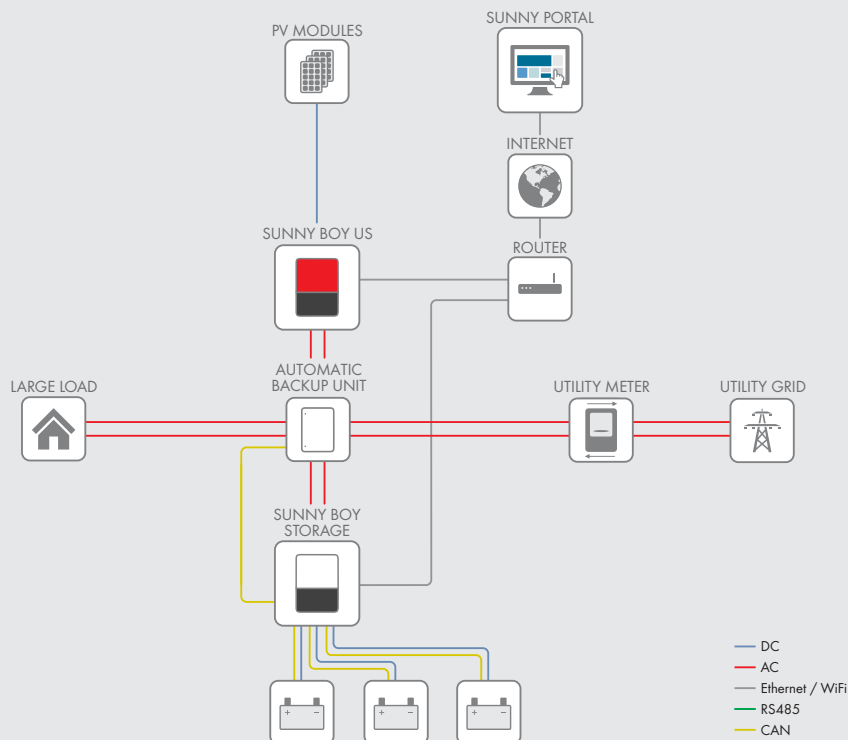 PV MODULES
SUNNY PORTAL
INTERNET
SUNNY BOY US
ROUTER
AUTOMATIC
BACKUP UNIT
LARGE LOAD
UTILITY METER
UTILITY GRID
SUNNY BOY
STORAGE
DC
AC
Ethernet / WiFi
RS485
CAN
+ −
+ −
+ −